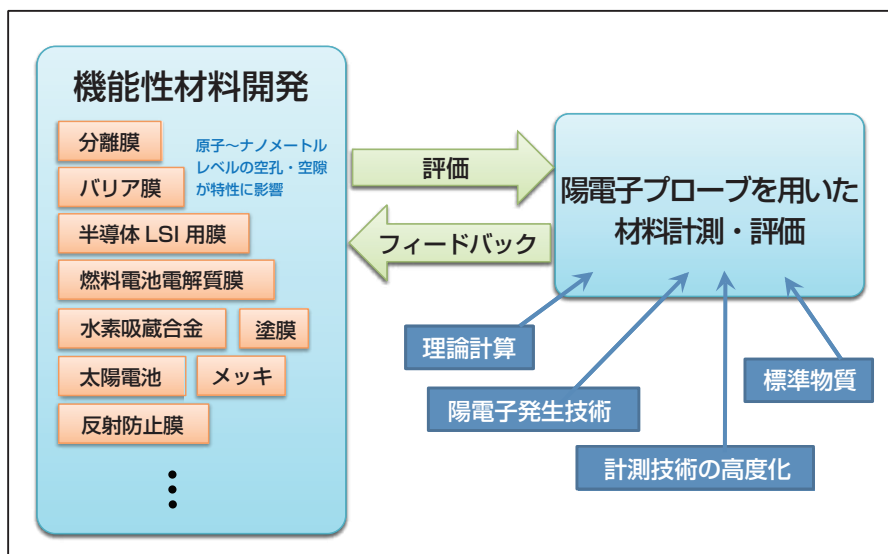 機能性材料開発
分離膜
原子～ナノメートル
レベルの空孔・空隙
が特性に影響
バリア膜
半導体 LSI 用膜
燃料電池電解質膜
水素吸蔵合金
塗膜
太陽電池
メッキ
反射防止膜
評価
フィードバック
陽電子プローブを用いた
材料計測・評価
理論計算
陽電子発生技術
計測技術の高度化
標準物質